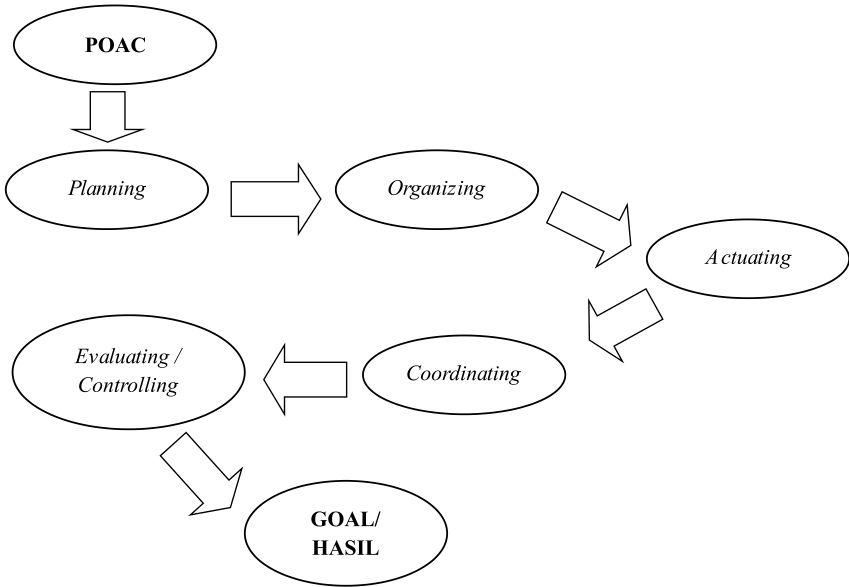 POAC
Planning
Organizing
Actuating
Coordinating
Evaluating /
Controlling
GOAL/
HASIL